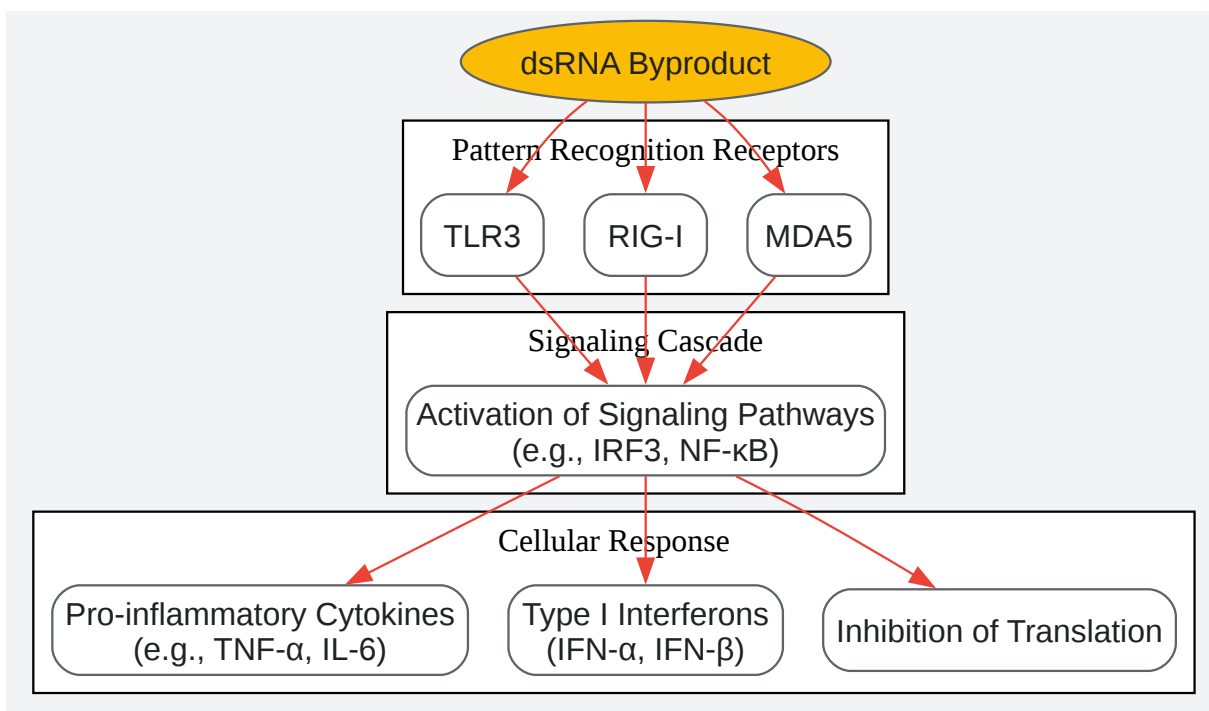 dsRNA Byproduct
Pattern Recognition Receptors
TLR3
RIG-I
MDA5
Signaling Cascade
Activation of Signaling Pathways
(e.g., IRF3, NF-κB)
Cellular Response
Pro-inflammatory Cytokines
(e.g., TNF-α, IL-6)
Type I Interferons
(IFN-α, IFN-β)
Inhibition of Translation